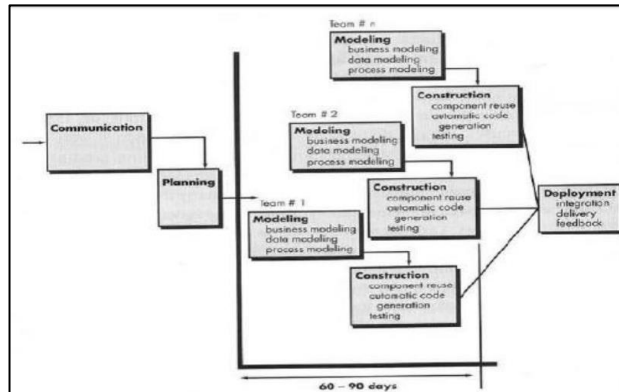 Team # n
Modeling
business modeling
data modeling
process modeling
Construction
component reuse
automatic code
generation
testing
Team # 2
Modeling
business modeling
data modeling
process modeling
Construction
component reuse
automatic code
generation
testing
Team # 1
Modeling
business modeling
data modeling
process modeling
Construction
component reuse
automatic code
generation
testing
Communication
Planning
Deployment
integration
delivery
feedback
60 – 90 days